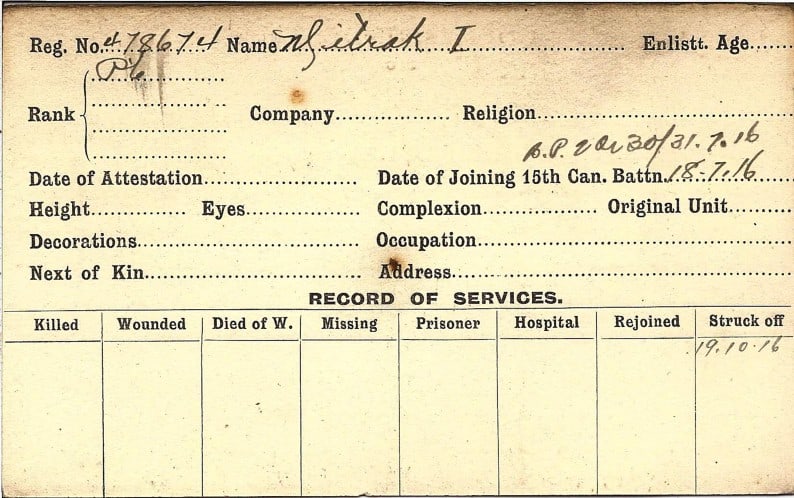 Reg. No. 478674 Name I Enlistt. Age
Pte
Rank Company Religion
30/31.7.16
Date of Attestation Date of Joining 15th Can. Battn. 18-7.16
Height Eyes Complexion Original Unit
Decorations Occupation
Next of Kin Address
RECORD OF SERVICES.
Killed Wounded Died of W. Missing Prisoner Hospital Rejoined Struck off
19.10.16